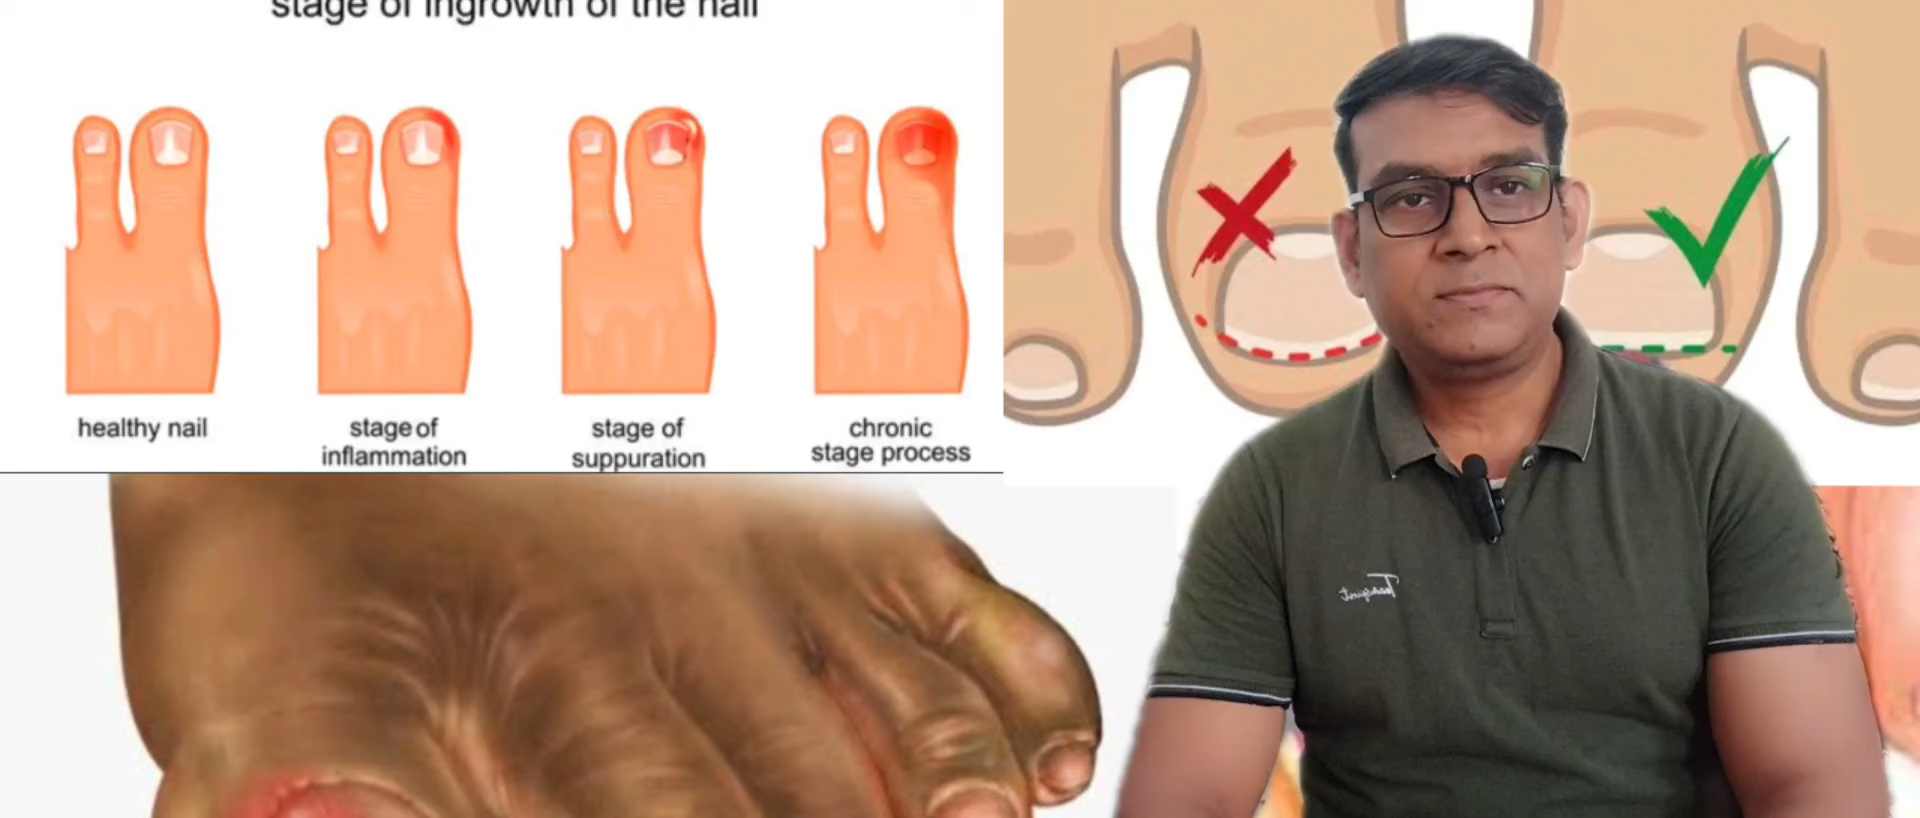 stage of ingrowth of the nail
healthy nail
stage of
inflammation
stage of
suppuration
chronic
stage process